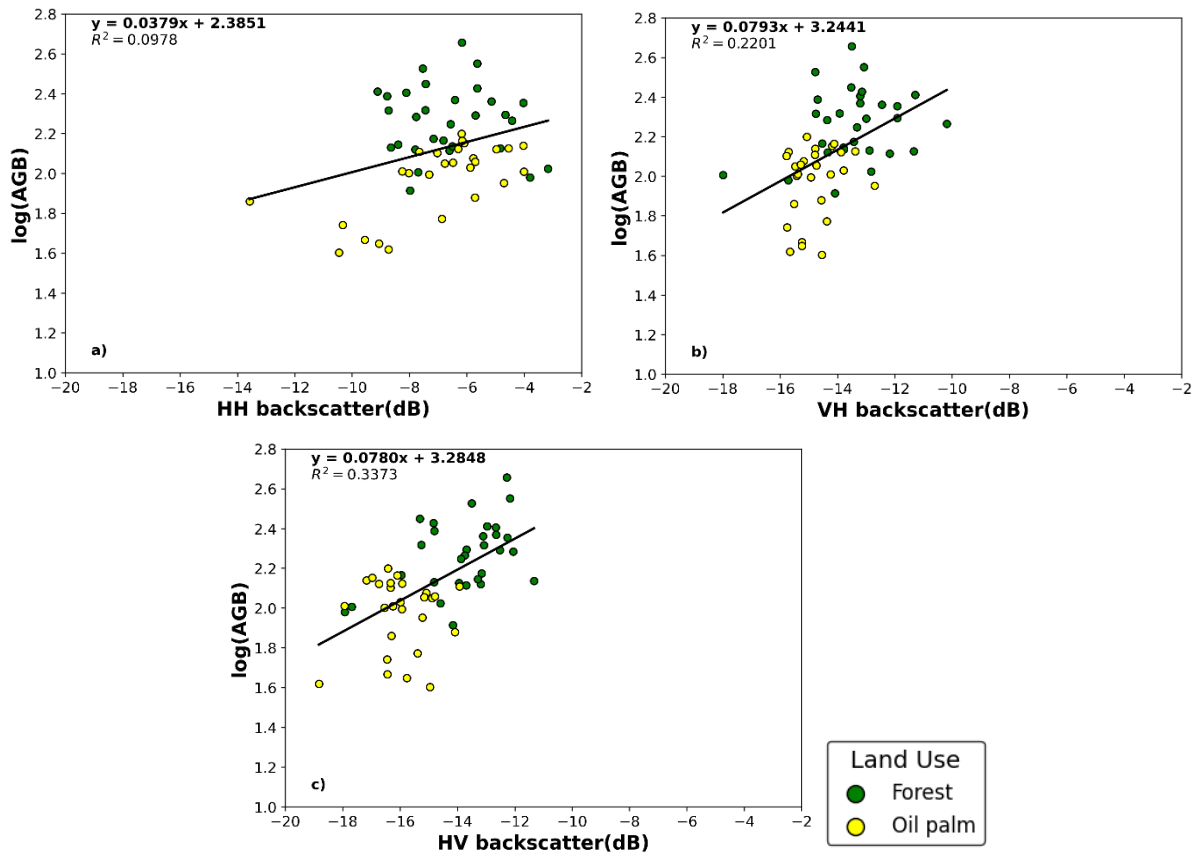 y = 0.0379x + 2.3851
R² = 0.0978
2.8
2.6
2.4
2.2
2.0
1.8
1.6
1.4
1.2
1.0
log(AGB)
a)
−20 −18 −16 −14 −12 −10 −8 −6 −4 −2
HH backscatter(dB)
y = 0.0793x + 3.2441
R² = 0.2201
2.8
2.6
2.4
2.2
2.0
1.8
1.6
1.4
1.2
1.0
log(AGB)
b)
−20 −18 −16 −14 −12 −10 −8 −6 −4 −2
VH backscatter(dB)
y = 0.0780x + 3.2848
R² = 0.3373
2.8
2.6
2.4
2.2
2.0
1.8
1.6
1.4
1.2
1.0
log(AGB)
c)
−20 −18 −16 −14 −12 −10 −8 −6 −4 −2
HV backscatter(dB)
Land Use
Forest
Oil palm